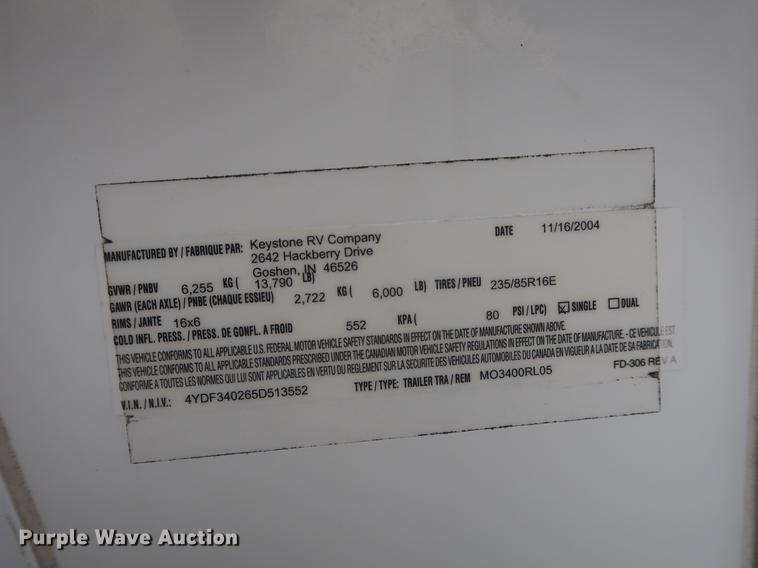 MANUFACTURED BY / FABRIQUE PAR: Keystone RV Company DATE 11/16/2004
2642 Hackberry Drive
Goshen, IN 46526
GVWR / PNBV 6,255 KG ( 13,790 LB)
GAWR (EACH AXLE) / PNBE (CHAQUE ESSIEU) 2,722 KG ( 6,000 LB) TIRES / PNEU 235/85R16E
RIMS / JANTE 16x6
COLD INFL. PRESS. / PRESS. DE GONFL. A FROID 552 KPA ( 80 PSI / LPC) ☒ SINGLE ☐ DUAL
THIS VEHICLE CONFORMS TO ALL APPLICABLE U.S. FEDERAL MOTOR VEHICLE SAFETY STANDARDS IN EFFECT ON THE DATE OF MANUFACTURE SHOWN ABOVE.
THIS VEHICLE CONFORMS TO ALL APPLICABLE STANDARDS PRESCRIBED UNDER THE CANADIAN MOTOR VEHICLE SAFETY REGULATIONS IN EFFECT ON THE DATE OF MANUFACTURE. - CE VEHICULE EST
CONFORME A TOUTES LES NORMES QUI LUI SONT APPLICABLES EN VERTU DU REGLEMENT SUR LA SECURITE DES VEHICULES AUTOMOBILES DU CANADA EN VIGUEUR A LA DATE DE SA FABRICATION.
V.I.N. / N.I.V.: 4YDF340265D513552 TYPE / TYPE: TRAILER TRA / REM MO3400RL05 FD-306 REV A
Purple Wave Auction